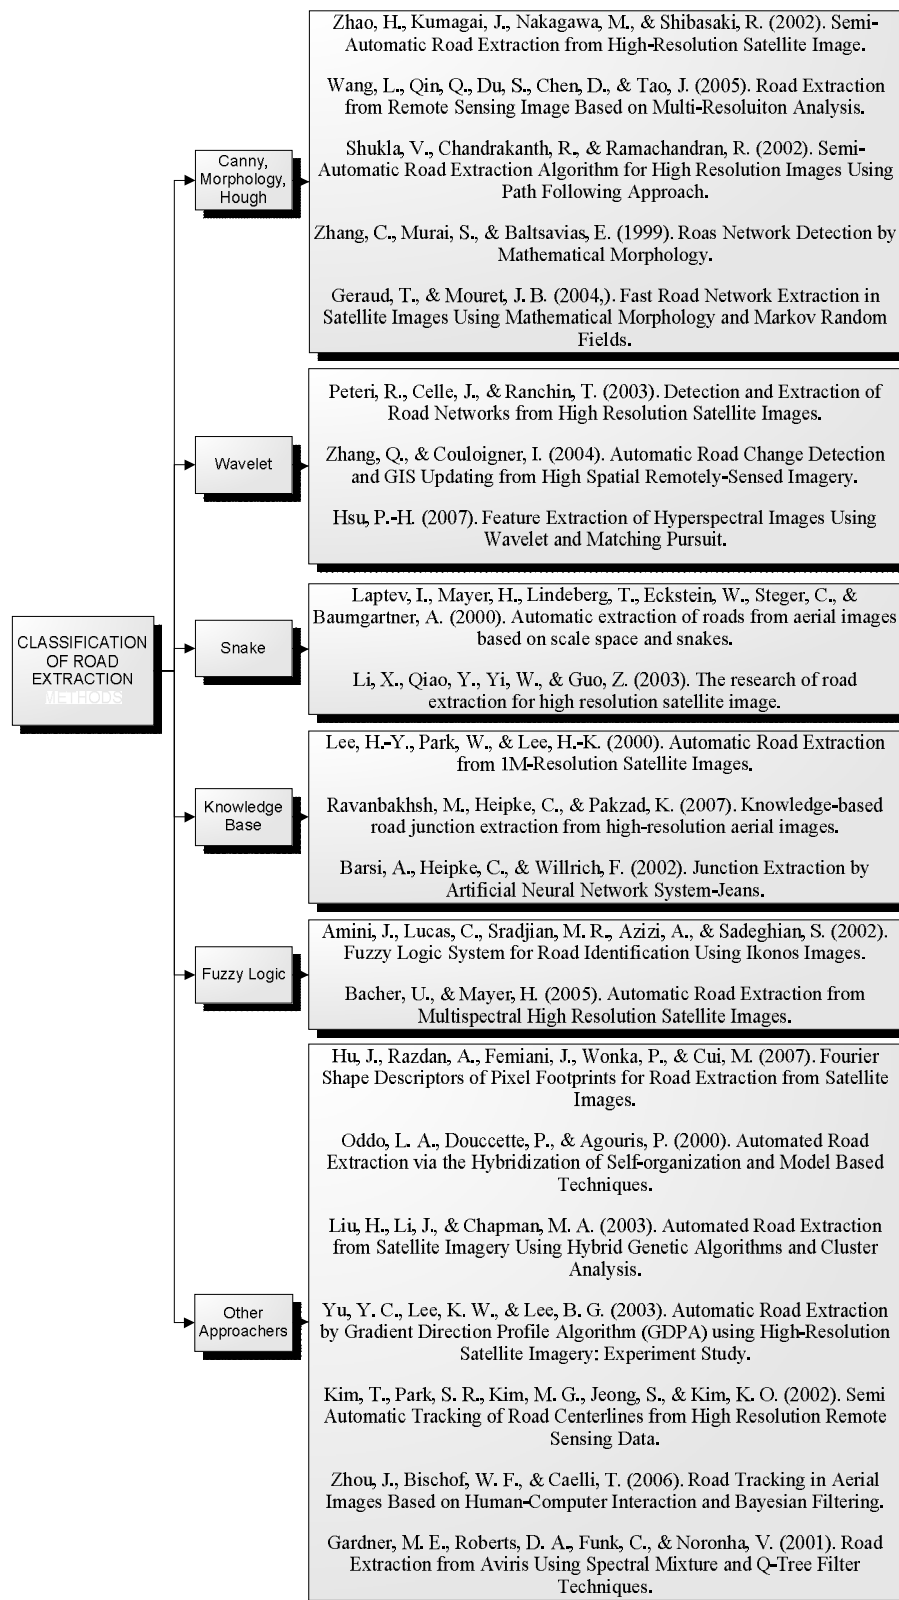 CLASSIFICATION
OF ROAD
EXTRACTION
METHODS
Canny,
Morphology,
Hough
Zhao, H., Kumagai, J., Nakagawa, M., & Shibasaki, R. (2002). Semi-
Automatic Road Extraction from High-Resolution Satellite Image.
Wang, L., Qin, Q., Du, S., Chen, D., & Tao, J. (2005). Road Extraction
from Remote Sensing Image Based on Multi-Resoluiton Analysis.
Shukla, V., Chandrakanth, R., & Ramachandran, R. (2002). Semi-
Automatic Road Extraction Algorithm for High Resolution Images Using
Path Following Approach.
Zhang, C., Murai, S., & Baltsavias, E. (1999). Roas Network Detection by
Mathematical Morphology.
Geraud, T., & Mouret, J. B. (2004,). Fast Road Network Extraction in
Satellite Images Using Mathematical Morphology and Markov Random
Fields.
Wavelet
Peteri, R., Celle, J., & Ranchin, T. (2003). Detection and Extraction of
Road Networks from High Resolution Satellite Images.
Zhang, Q., & Couloigner, I. (2004). Automatic Road Change Detection
and GIS Updating from High Spatial Remotely-Sensed Imagery.
Hsu, P.-H. (2007). Feature Extraction of Hyperspectral Images Using
Wavelet and Matching Pursuit.
Snake
Laptev, I., Mayer, H., Lindeberg, T., Eckstein, W., Steger, C., &
Baumgartner, A. (2000). Automatic extraction of roads from aerial images
based on scale space and snakes.
Li, X., Qiao, Y., Yi, W., & Guo, Z. (2003). The research of road
extraction for high resolution satellite image.
Knowledge
Base
Lee, H.-Y., Park, W., & Lee, H.-K. (2000). Automatic Road Extraction
from 1M-Resolution Satellite Images.
Ravanbakhsh, M., Heipke, C., & Pakzad, K. (2007). Knowledge-based
road junction extraction from high-resolution aerial images.
Barsi, A., Heipke, C., & Willrich, F. (2002). Junction Extraction by
Artificial Neural Network System-Jeans.
Fuzzy Logic
Amini, J., Lucas, C., Sradjian, M. R., Azizi, A., & Sadeghian, S. (2002).
Fuzzy Logic System for Road Identification Using Ikonos Images.
Bacher, U., & Mayer, H. (2005). Automatic Road Extraction from
Multispectral High Resolution Satellite Images.
Other
Approachers
Hu, J., Razdan, A., Femiani, J., Wonka, P., & Cui, M. (2007). Fourier
Shape Descriptors of Pixel Footprints for Road Extraction from Satellite
Images.
Oddo, L. A., Douccette, P., & Agouris, P. (2000). Automated Road
Extraction via the Hybridization of Self-organization and Model Based
Techniques.
Liu, H., Li, J., & Chapman, M. A. (2003). Automated Road Extraction
from Satellite Imagery Using Hybrid Genetic Algorithms and Cluster
Analysis.
Yu, Y. C., Lee, K. W., & Lee, B. G. (2003). Automatic Road Extraction
by Gradient Direction Profile Algorithm (GDPA) using High-Resolution
Satellite Imagery: Experiment Study.
Kim, T., Park, S. R., Kim, M. G., Jeong, S., & Kim, K. O. (2002). Semi
Automatic Tracking of Road Centerlines from High Resolution Remote
Sensing Data.
Zhou, J., Bischof, W. F., & Caelli, T. (2006). Road Tracking in Aerial
Images Based on Human-Computer Interaction and Bayesian Filtering.
Gardner, M. E., Roberts, D. A., Funk, C., & Noronha, V. (2001). Road
Extraction from Aviris Using Spectral Mixture and Q-Tree Filter
Techniques.